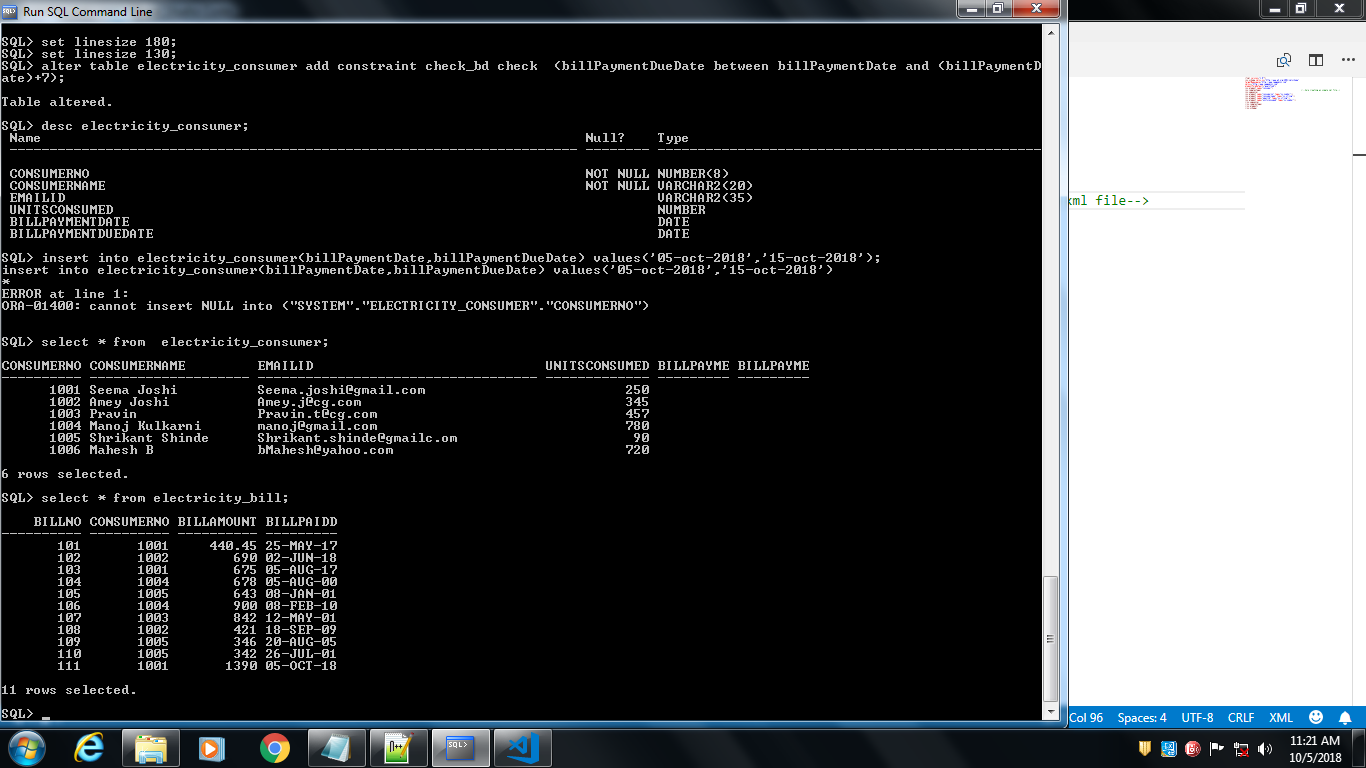 Run SQL Command Line
SQL> set linesize 180;
SQL> set linesize 130;
SQL> alter table electricity_consumer add constraint check_bd check  (billPaymentDueDate between billPaymentDate and (billPaymentD
ate)+7);
Table altered.
SQL> desc electricity_consumer;
Name Null? Type
CONSUMERNO NOT NULL NUMBER(8)
CONSUMERNAME NOT NULL VARCHAR2(20)
EMAILID VARCHAR2(35)
UNITSCONSUMED NUMBER
BILLPAYMENTDATE DATE
BILLPAYMENTDUEDATE DATE
SQL> insert into electricity_consumer(billPaymentDate,billPaymentDueDate) values('05-oct-2018','15-oct-2018');
insert into electricity_consumer(billPaymentDate,billPaymentDueDate) values('05-oct-2018','15-oct-2018')
*
ERROR at line 1:
ORA-01400: cannot insert NULL into ("SYSTEM"."ELECTRICITY_CONSUMER"."CONSUMERNO")
SQL> select * from  electricity_consumer;
CONSUMERNO CONSUMERNAME EMAILID UNITSCONSUMED BILLPAYME BILLPAYME
1001 Seema Joshi Seema.joshi@gmail.com 250
1002 Amey Joshi Amey.j@cg.com 345
1003 Pravin Pravin.t@cg.com 457
1004 Manoj Kulkarni manoj@gmail.com 780
1005 Shrikant Shinde Shrikant.shinde@gmailc.om 90
1006 Mahesh B bMahesh@yahoo.com 720
6 rows selected.
SQL> select * from electricity_bill;
BILLNO CONSUMERNO BILLAMOUNT BILLPAIDD
101 1001 440.45 25-MAY-17
102 1002 690 02-JUN-18
103 1001 675 05-AUG-17
104 1004 678 05-AUG-00
105 1005 643 08-JAN-01
106 1004 900 08-FEB-10
107 1003 842 12-MAY-01
108 1002 421 18-SEP-09
109 1005 346 20-AUG-05
110 1005 342 26-JUL-01
111 1001 1390 05-OCT-18
11 rows selected.
SQL>
xml file-->
Col 96 Spaces: 4 UTF-8 CRLF XML
11:21 AM
10/5/2018